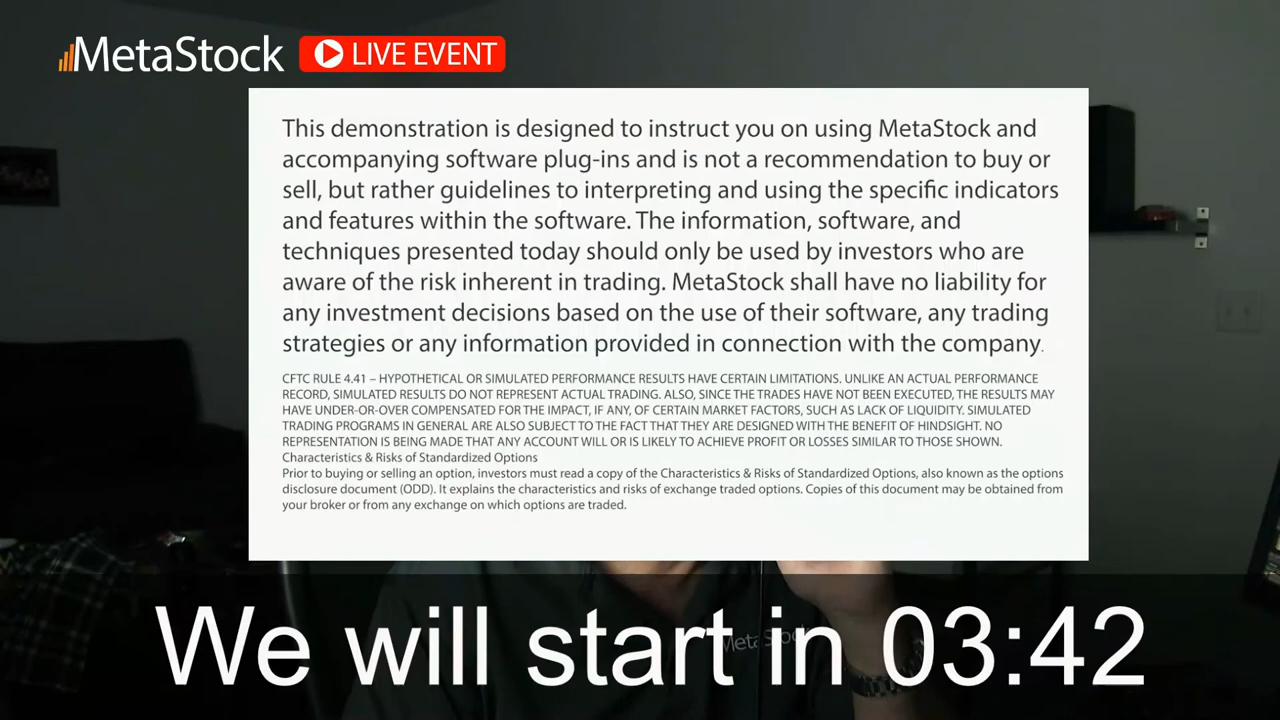 MetaStock LIVE EVENT
This demonstration is designed to instruct you on using MetaStock and
accompanying software plug-ins and is not a recommendation to buy or
sell, but rather guidelines to interpreting and using the specific indicators
and features within the software. The information, software, and
techniques presented today should only be used by investors who are
aware of the risk inherent in trading. MetaStock shall have no liability for
any investment decisions based on the use of their software, any trading
strategies or any information provided in connection with the company.
CFTC RULE 4.41 – HYPOTHETICAL OR SIMULATED PERFORMANCE RESULTS HAVE CERTAIN LIMITATIONS. UNLIKE AN ACTUAL PERFORMANCE
RECORD, SIMULATED RESULTS DO NOT REPRESENT ACTUAL TRADING. ALSO, SINCE THE TRADES HAVE NOT BEEN EXECUTED, THE RESULTS MAY
HAVE UNDER-OR-OVER COMPENSATED FOR THE IMPACT, IF ANY, OF CERTAIN MARKET FACTORS, SUCH AS LACK OF LIQUIDITY. SIMULATED
TRADING PROGRAMS IN GENERAL ARE ALSO SUBJECT TO THE FACT THAT THEY ARE DESIGNED WITH THE BENEFIT OF HINDSIGHT. NO
REPRESENTATION IS BEING MADE THAT ANY ACCOUNT WILL OR IS LIKELY TO ACHIEVE PROFIT OR LOSSES SIMILAR TO THOSE SHOWN.
Characteristics & Risks of Standardized Options
Prior to buying or selling an option, investors must read a copy of the Characteristics & Risks of Standardized Options, also known as the options
disclosure document (ODD). It explains the characteristics and risks of exchange traded options. Copies of this document may be obtained from
your broker or from any exchange on which options are traded.
We will start in 03:42
MetaStock